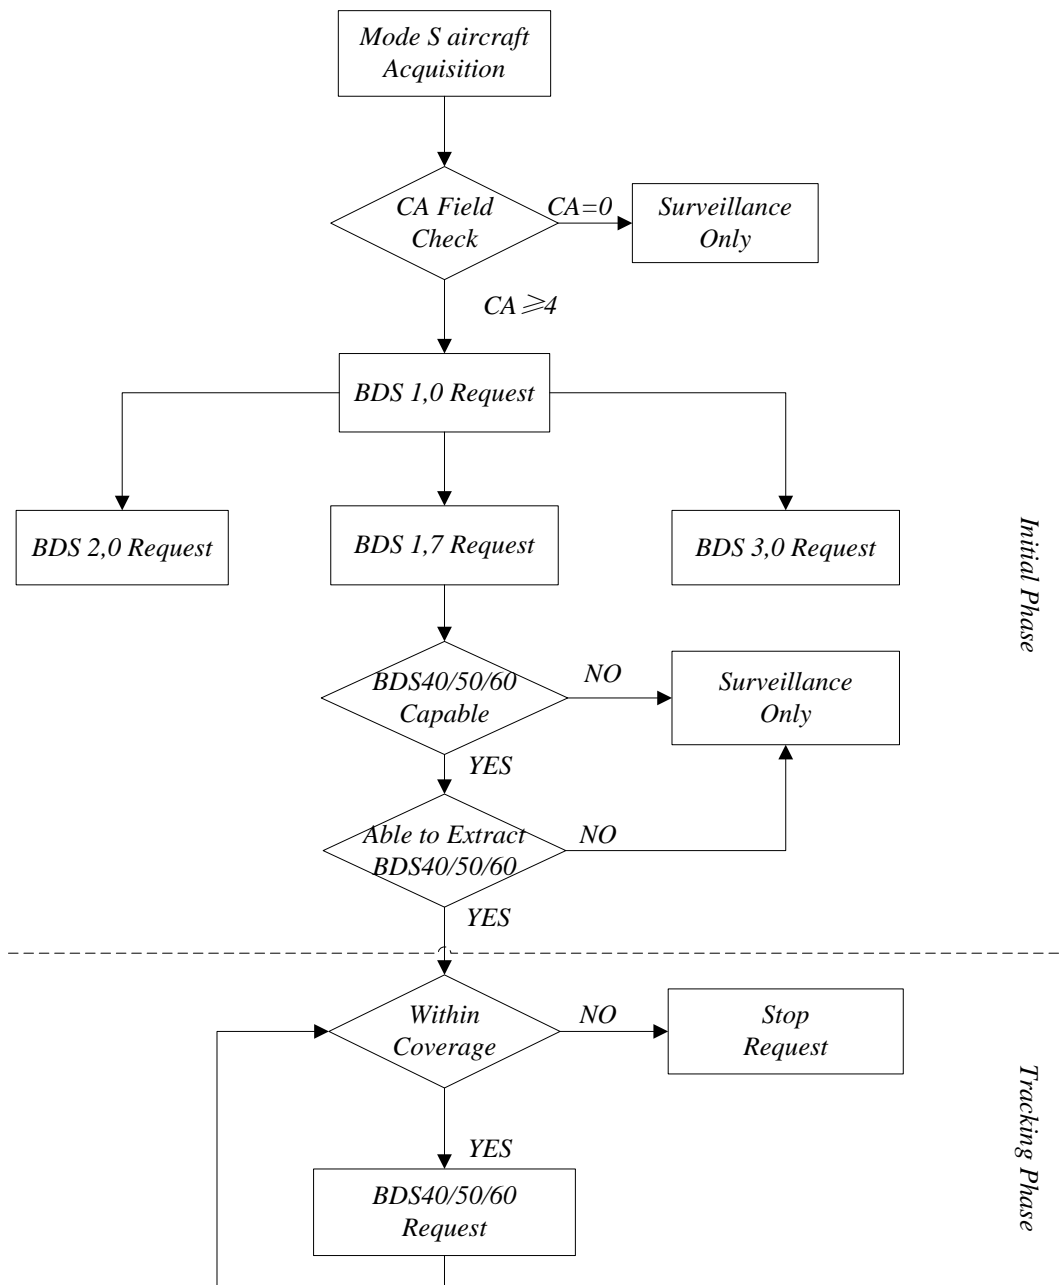 Mode S aircraft
Acquisition
CA Field
Check
CA=0
Surveillance
Only
CA⩾4
BDS 1,0 Request
BDS 2,0 Request
BDS 1,7 Request
BDS 3,0 Request
Initial Phase
BDS40/50/60
Capable
NO
Surveillance
Only
YES
Able to Extract
BDS40/50/60
NO
YES
Within
Coverage
NO
Stop
Request
Tracking Phase
YES
BDS40/50/60
Request